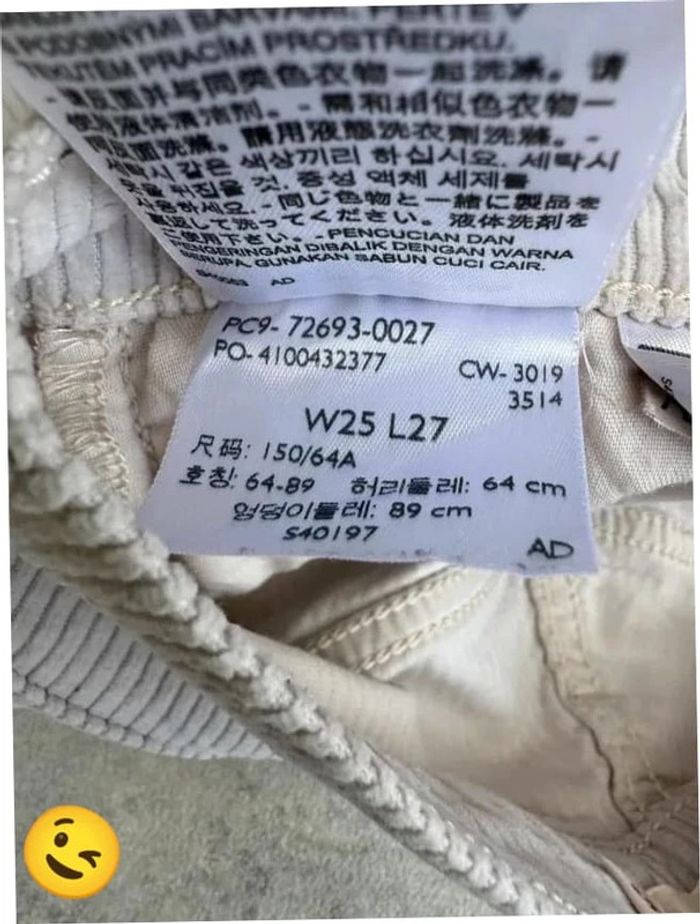 PODOBNÝMI BARVAMI. PERTE V
TEKUTÉM PRACÍM PROSTŘEDKU.
请
反面并与同类色衣物一起洗涤。
使用液体清洁剂。 - 需和相似色衣物一
同反面洗滌。請用液態洗衣劑洗滌。 -
세탁시 같은 색상끼리 하십시오. 세탁시
옷을 뒤집을 것. 중성 액체 세제를
사용하세요. - 同じ色物と一緒に製品を
裏返して洗ってください。液体洗剤を
ご使用下さい。 - PENCUCIAN DAN
PENGERINGAN DIBALIK DENGAN WARNA
SERUPA. GUNAKAN SABUN CUCI CAIR.
AD
PC9- 72693-0027
PO- 4100432377
CW- 3019
3514
W25 L27
尺码: 150/64A
호칭: 64-89 허리둘레: 64 cm
엉덩이둘레: 89 cm
S40197
AD